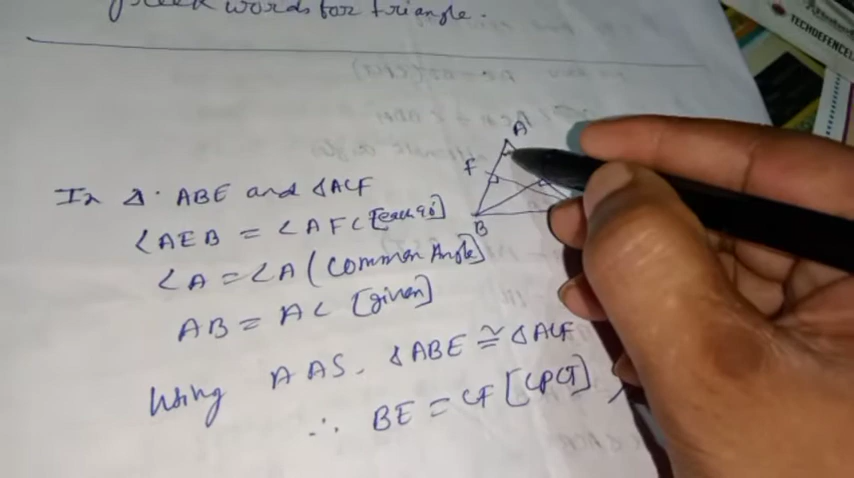 Greek words for triangle.
A
F
B
In Δ. ABE and ΔACF
∠AEB = ∠AFC [each 90°]
∠A = ∠A (Common Angle)
AB = AC [given]
Using AAS. ΔABE ≅ ΔACF
∴ BE = CF [CPCT]
TECHDEFENCE